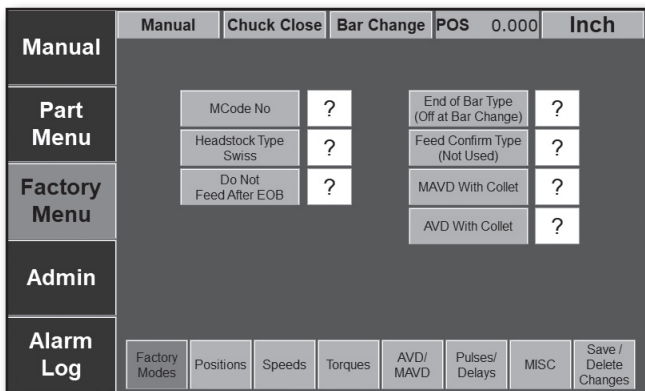 Manual
Chuck Close
Bar Change
POS 0.000
Inch
Manual
Part
Menu
Factory
Menu
Admin
Alarm
Log
MCode No
?
Headstock Type
Swiss
?
Do Not
Feed After EOB
?
End of Bar Type
(Off at Bar Change)
?
Feed Confirm Type
(Not Used)
?
MAVD With Collet
?
AVD With Collet
?
Factory
Modes
Positions
Speeds
Torques
AVD/
MAVD
Pulses/
Delays
MISC
Save /
Delete
Changes